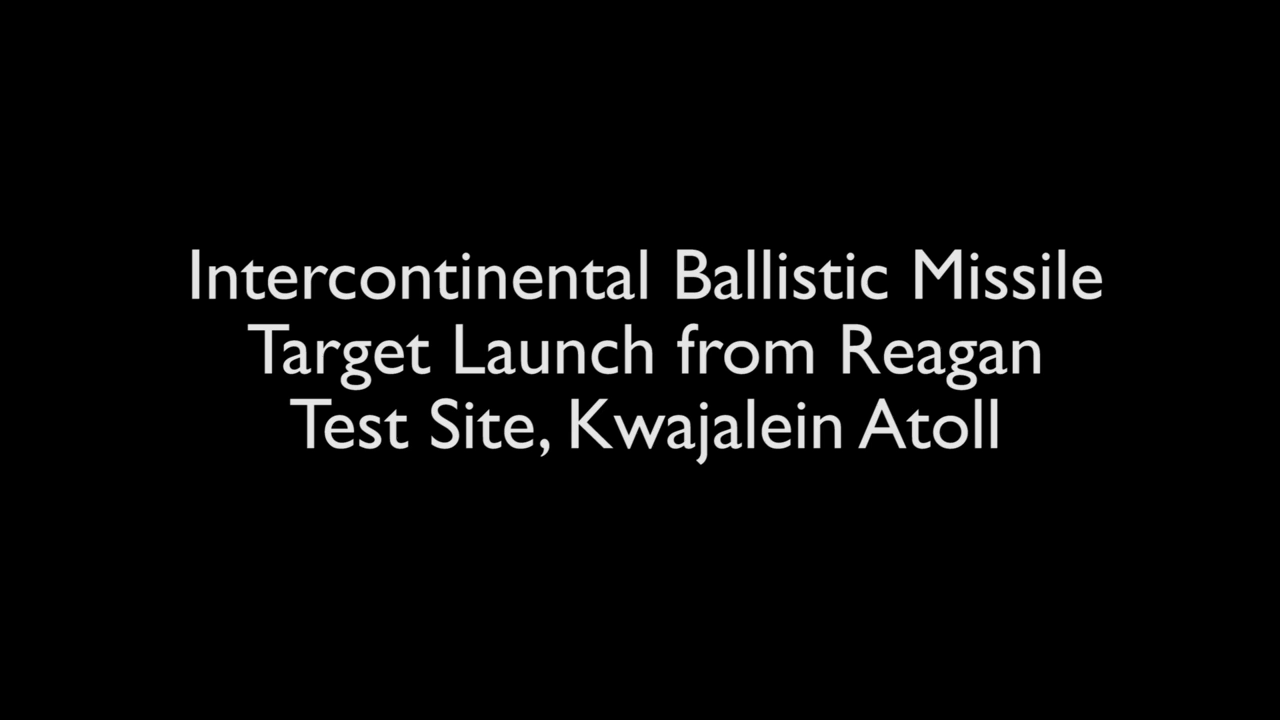 Intercontinental Ballistic Missile
Target Launch from Reagan
Test Site, Kwajalein Atoll